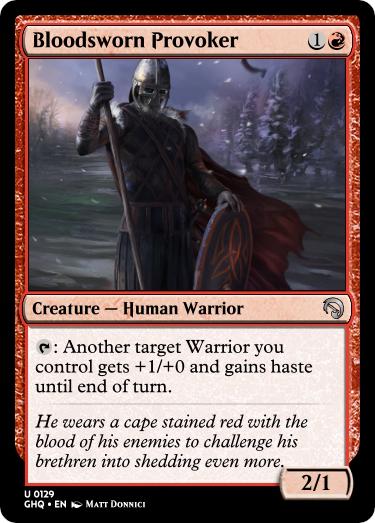 Bloodsworn Provoker 1
Creature — Human Warrior
: Another target Warrior you
control gets +1/+0 and gains haste
until end of turn.
He wears a cape stained red with the
blood of his enemies to challenge his
brethren into shedding even more.
2/1
U 0129
GHQ • EN Matt Donnici